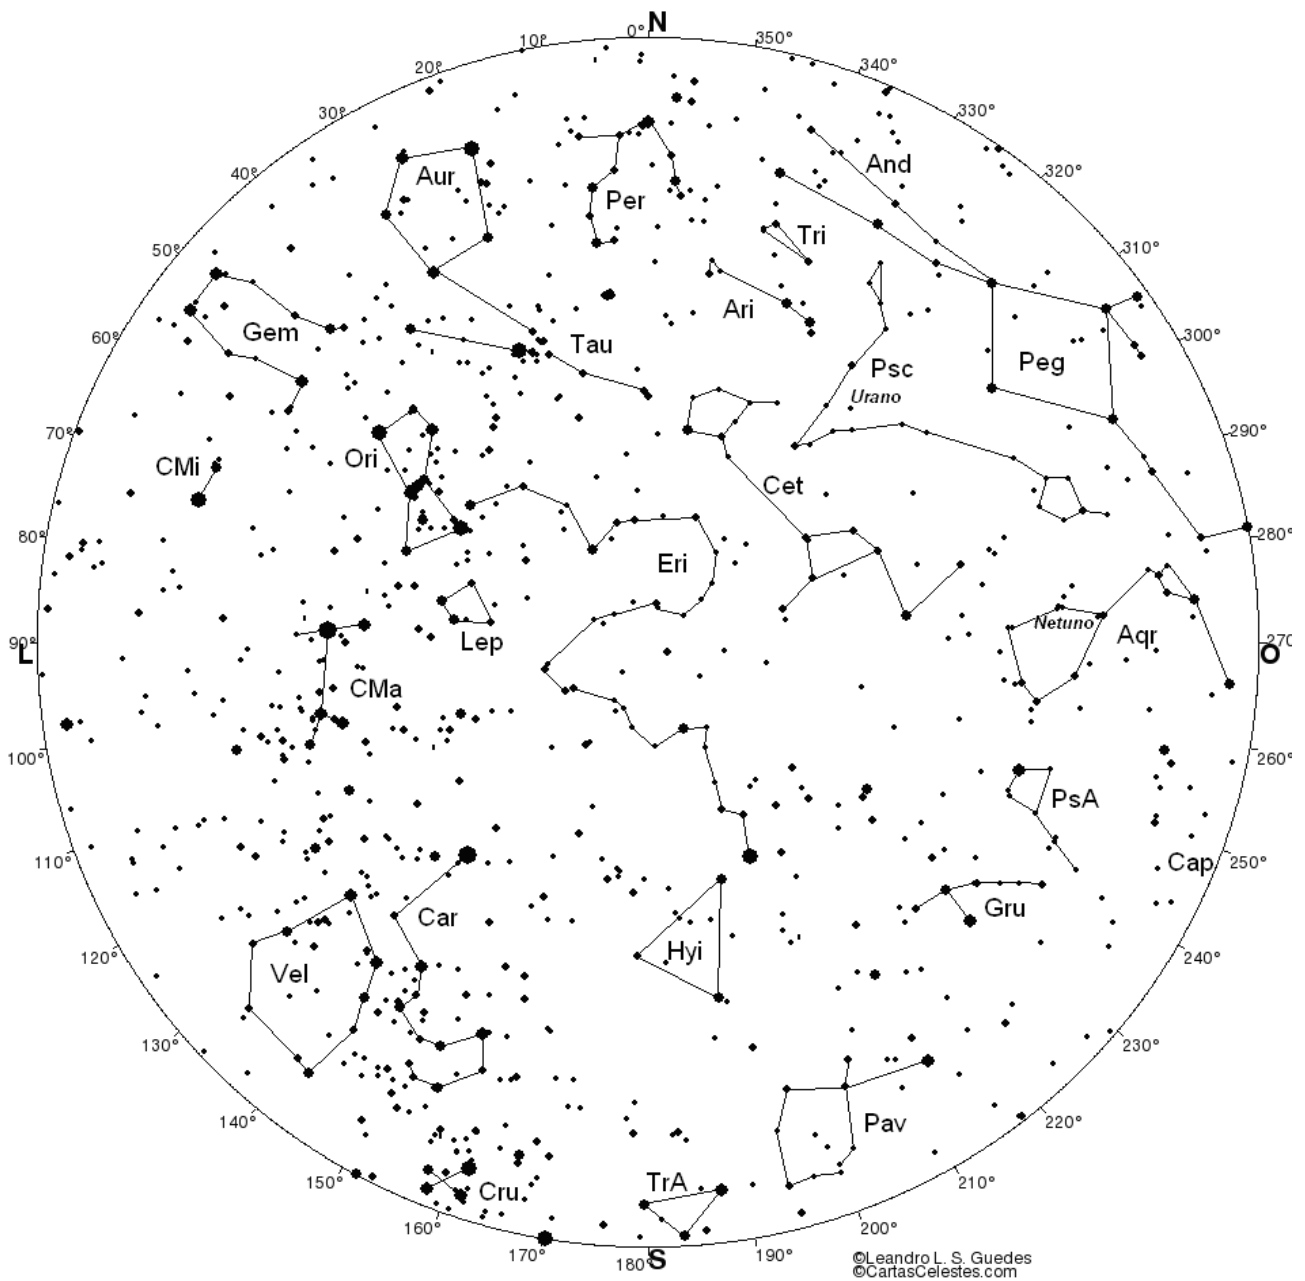 N
0°
10°
350°
20°
340°
30°
330°
40°
320°
50°
310°
60°
300°
70°
290°
80°
280°
90°
270°
L
O
100°
260°
110°
250°
120°
240°
130°
230°
140°
220°
150°
210°
160°
200°
170°
180°
190°
S
And
Aur
Per
Tri
Ari
Gem
Tau
Psc
Peg
Urano
CMi
Ori
Cet
Eri
Netuno
Aqr
Lep
CMa
PsA
Cap
Car
Gru
Vel
Hyi
Pav
TrA
Cru
©Leandro L. S. Guedes
©CartasCelestes.com